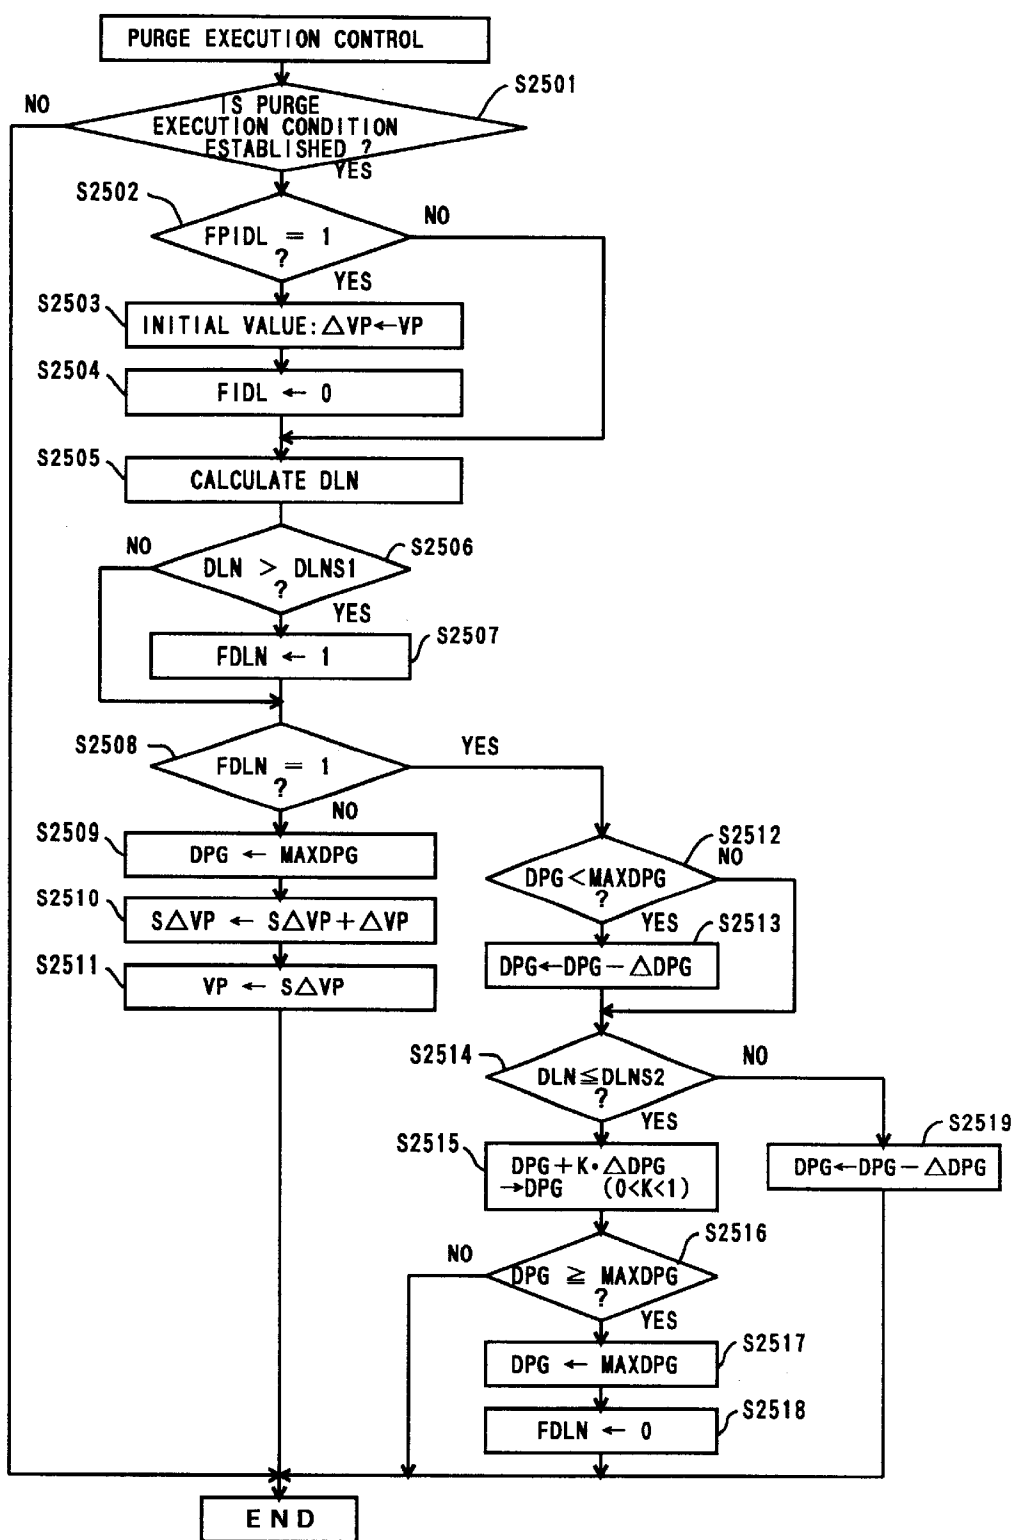 PURGE EXECUTION CONTROL
S2501
NO
IS PURGE
EXECUTION CONDITION
ESTABLISHED ?
YES
S2502
NO
FPIDL = 1
?
YES
S2503
INITIAL VALUE:△VP←VP
S2504
FIDL ← 0
S2505
CALCULATE DLN
NO
S2506
DLN > DLNS1
?
YES
S2507
FDLN ← 1
S2508
YES
FDLN = 1
?
NO
S2509
DPG ← MAXDPG
S2510
S△VP ← S△VP+△VP
S2511
VP ← S△VP
S2512
NO
DPG<MAXDPG
?
YES
S2513
DPG←DPG-△DPG
S2514
NO
DLN≦DLNS2
?
YES
S2515
DPG+K·△DPG
→DPG (0<K<1)
S2519
DPG←DPG-△DPG
S2516
NO
DPG ≧ MAXDPG
?
YES
S2517
DPG ← MAXDPG
S2518
FDLN ← 0
END